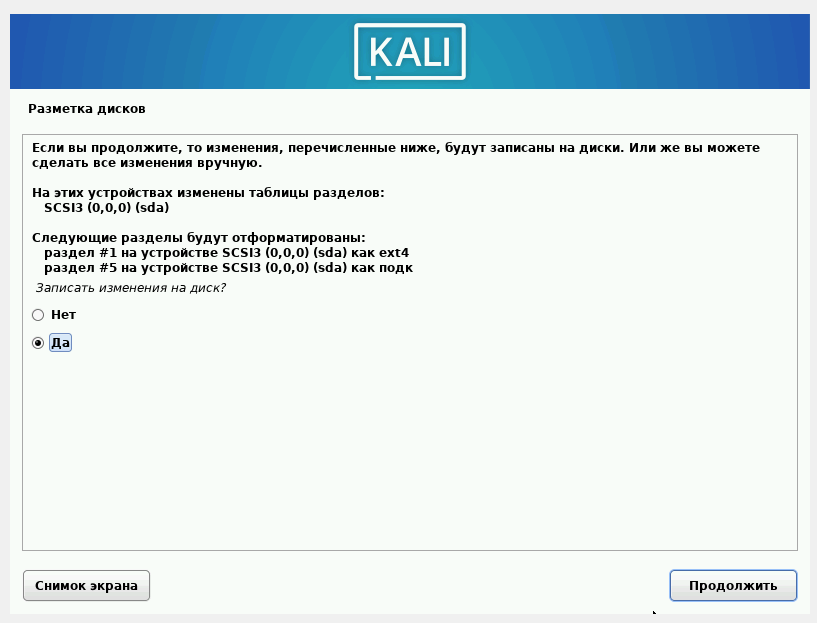 KALI
Разметка дисков
Если вы продолжите, то изменения, перечисленные ниже, будут записаны на диски. Или же вы можете
сделать все изменения вручную.
На этих устройствах изменены таблицы разделов:
SCSI3 (0,0,0) (sda)
Следующие разделы будут отформатированы:
раздел #1 на устройстве SCSI3 (0,0,0) (sda) как ext4
раздел #5 на устройстве SCSI3 (0,0,0) (sda) как подк
Записать изменения на диск?
Нет
Да
Снимок экрана
Продолжить